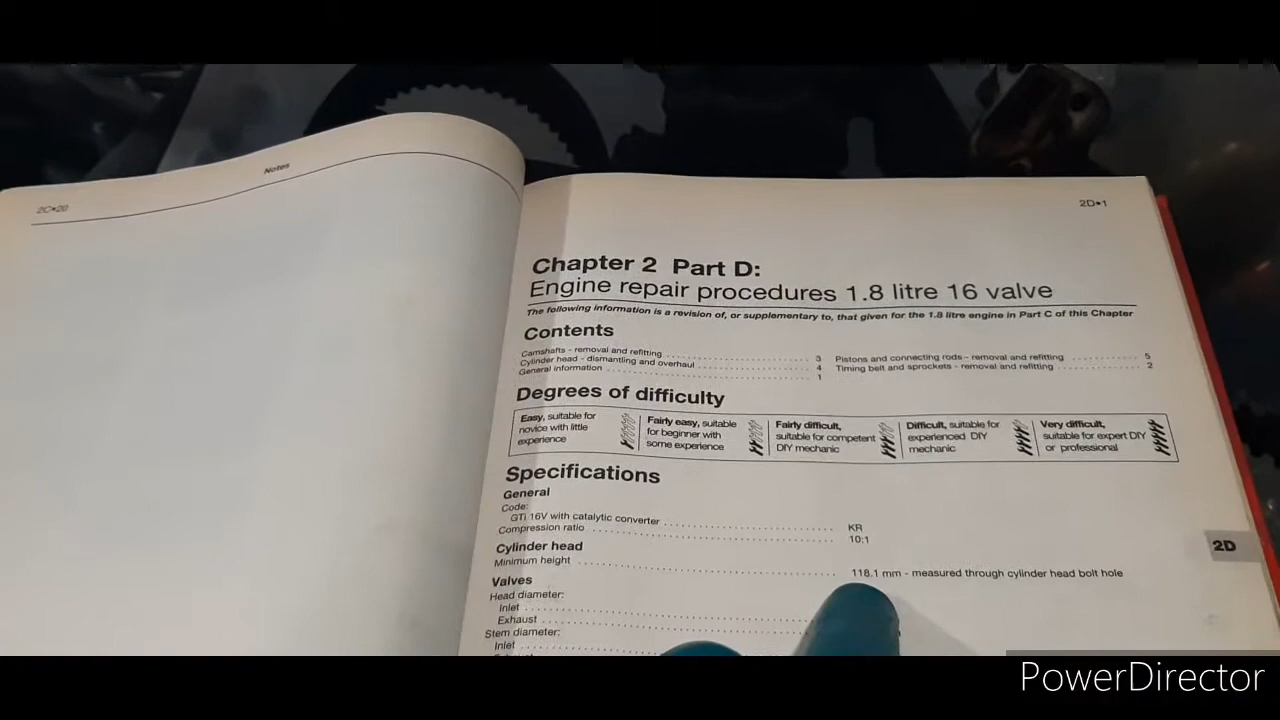 Notes
2C•20
2D•1
Chapter 2 Part D:
Engine repair procedures 1.8 litre 16 valve
The following information is a revision of, or supplementary to, that given for the 1.8 litre engine in Part C of this Chapter
Contents
Camshafts - removal and refitting 3
Cylinder head - dismantling and overhaul 4
General information 1
Pistons and connecting rods - removal and refitting 5
Timing belt and sprockets - removal and refitting 2
Degrees of difficulty
Easy, suitable for
novice with little
experience
Fairly easy, suitable
for beginner with
some experience
Fairly difficult,
suitable for competent
DIY mechanic
Difficult, suitable for
experienced DIY
mechanic
Very difficult,
suitable for expert DIY
or professional
Specifications
General
Code:
GTi 16V with catalytic converter KR
Compression ratio 10:1
Cylinder head
Minimum height 118.1 mm - measured through cylinder head bolt hole
2D
Valves
Head diameter:
Inlet
Exhaust
Stem diameter:
Inlet
PowerDirector